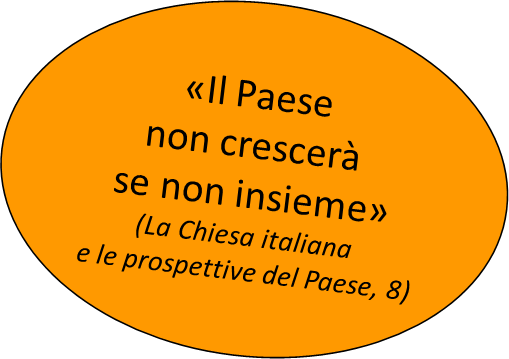 «Il Paese
non crescerà
se non insieme»
(La Chiesa italiana
e le prospettive del Paese, 8)